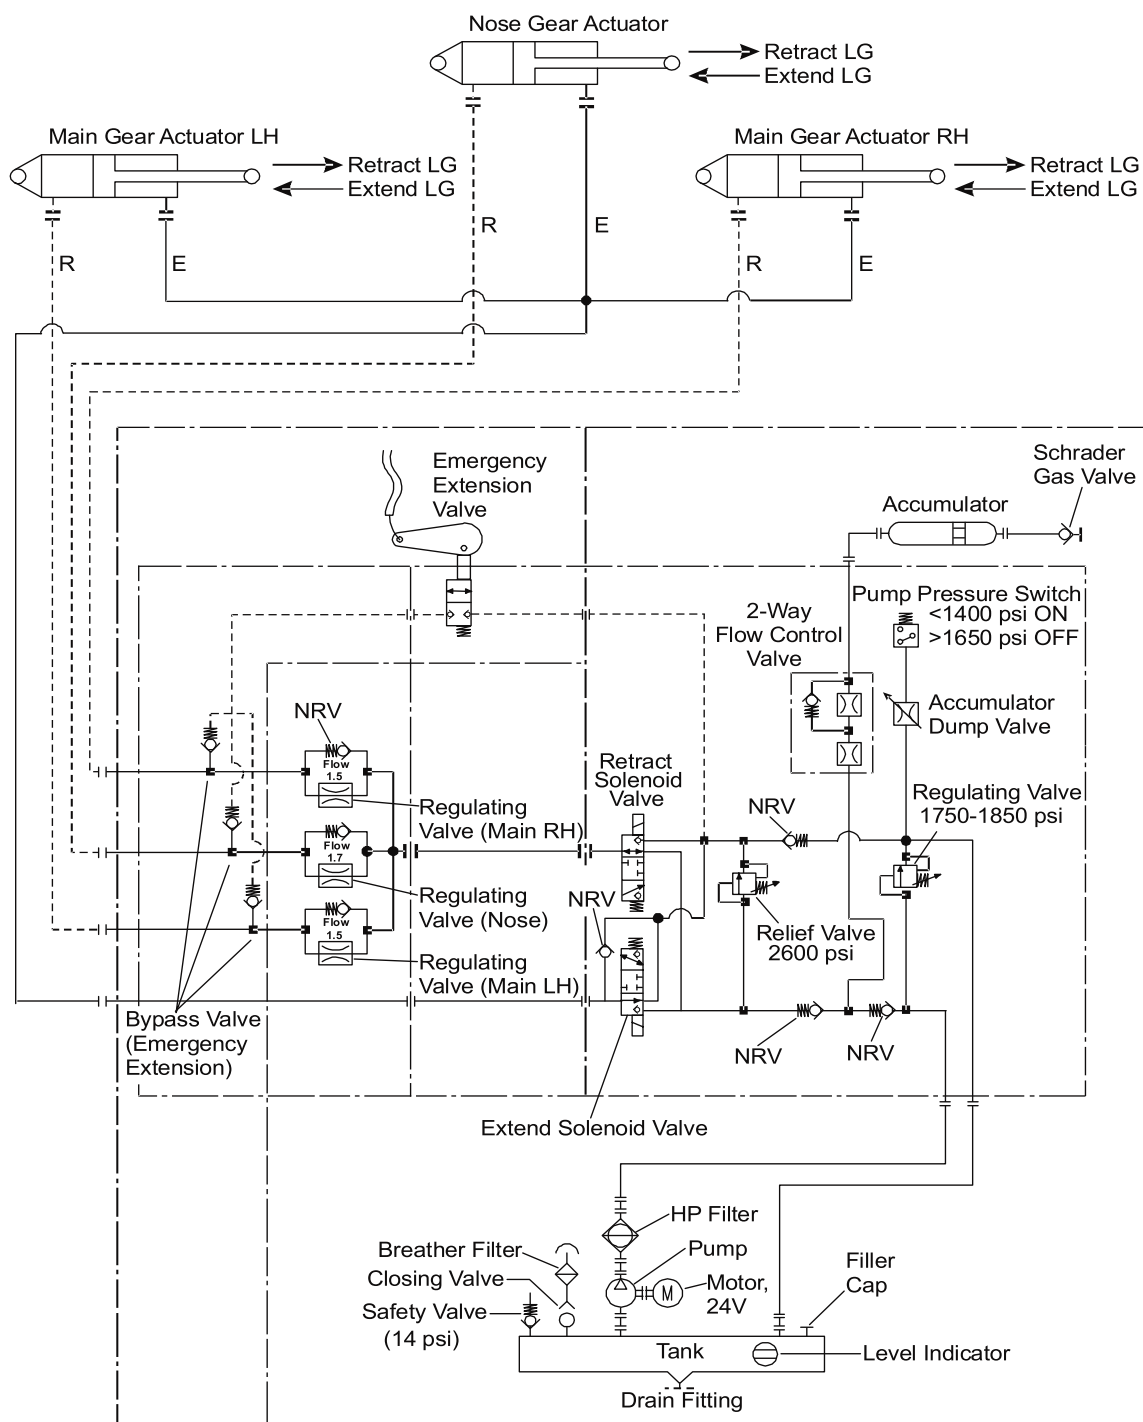 Nose Gear Actuator
Retract LG
Extend LG
Main Gear Actuator LH
Retract LG
Extend LG
Main Gear Actuator RH
Retract LG
Extend LG
R
E
R
E
R
E
Emergency
Extension
Valve
Schrader
Gas Valve
Accumulator
Pump Pressure Switch
<1400 psi ON
>1650 psi OFF
2-Way
Flow Control
Valve
Accumulator
Dump Valve
NRV
Flow
1.5
Regulating
Valve (Main RH)
Flow
1.7
Regulating
Valve (Nose)
Flow
1.5
Regulating
Valve (Main LH)
Retract
Solenoid
Valve
NRV
Regulating Valve
1750-1850 psi
NRV
Relief Valve
2600 psi
Bypass Valve
(Emergency
Extension)
NRV
NRV
Extend Solenoid Valve
HP Filter
Pump
Motor,
24V
M
Breather Filter
Closing Valve
Safety Valve
(14 psi)
Filler
Cap
Tank
Level Indicator
Drain Fitting